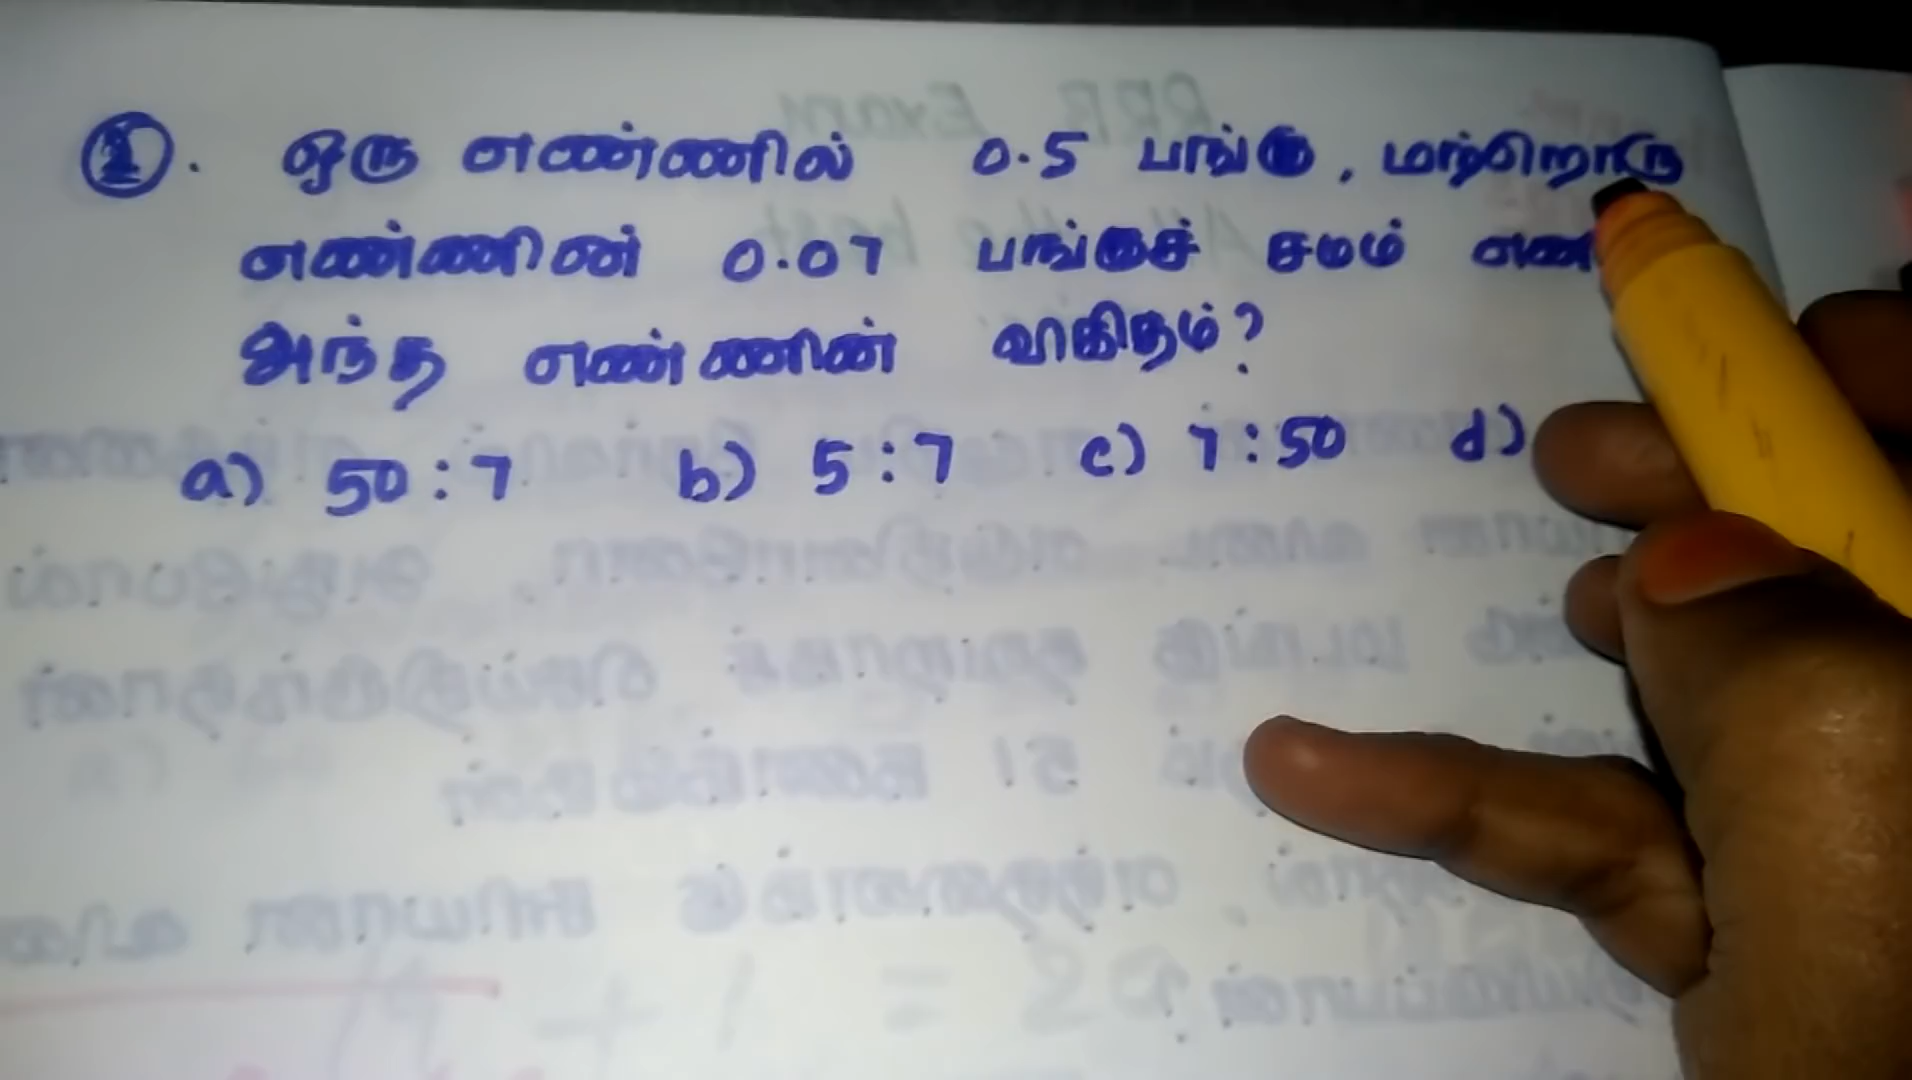 1. ஒரு எண்ணில் 0.5 பங்கு, மற்றொரு
எண்ணின் 0.07 பங்குச் சமம்
அந்த எண்ணின் விகிதம்?
a) 50:7 b) 5:7 c) 7:50 d)